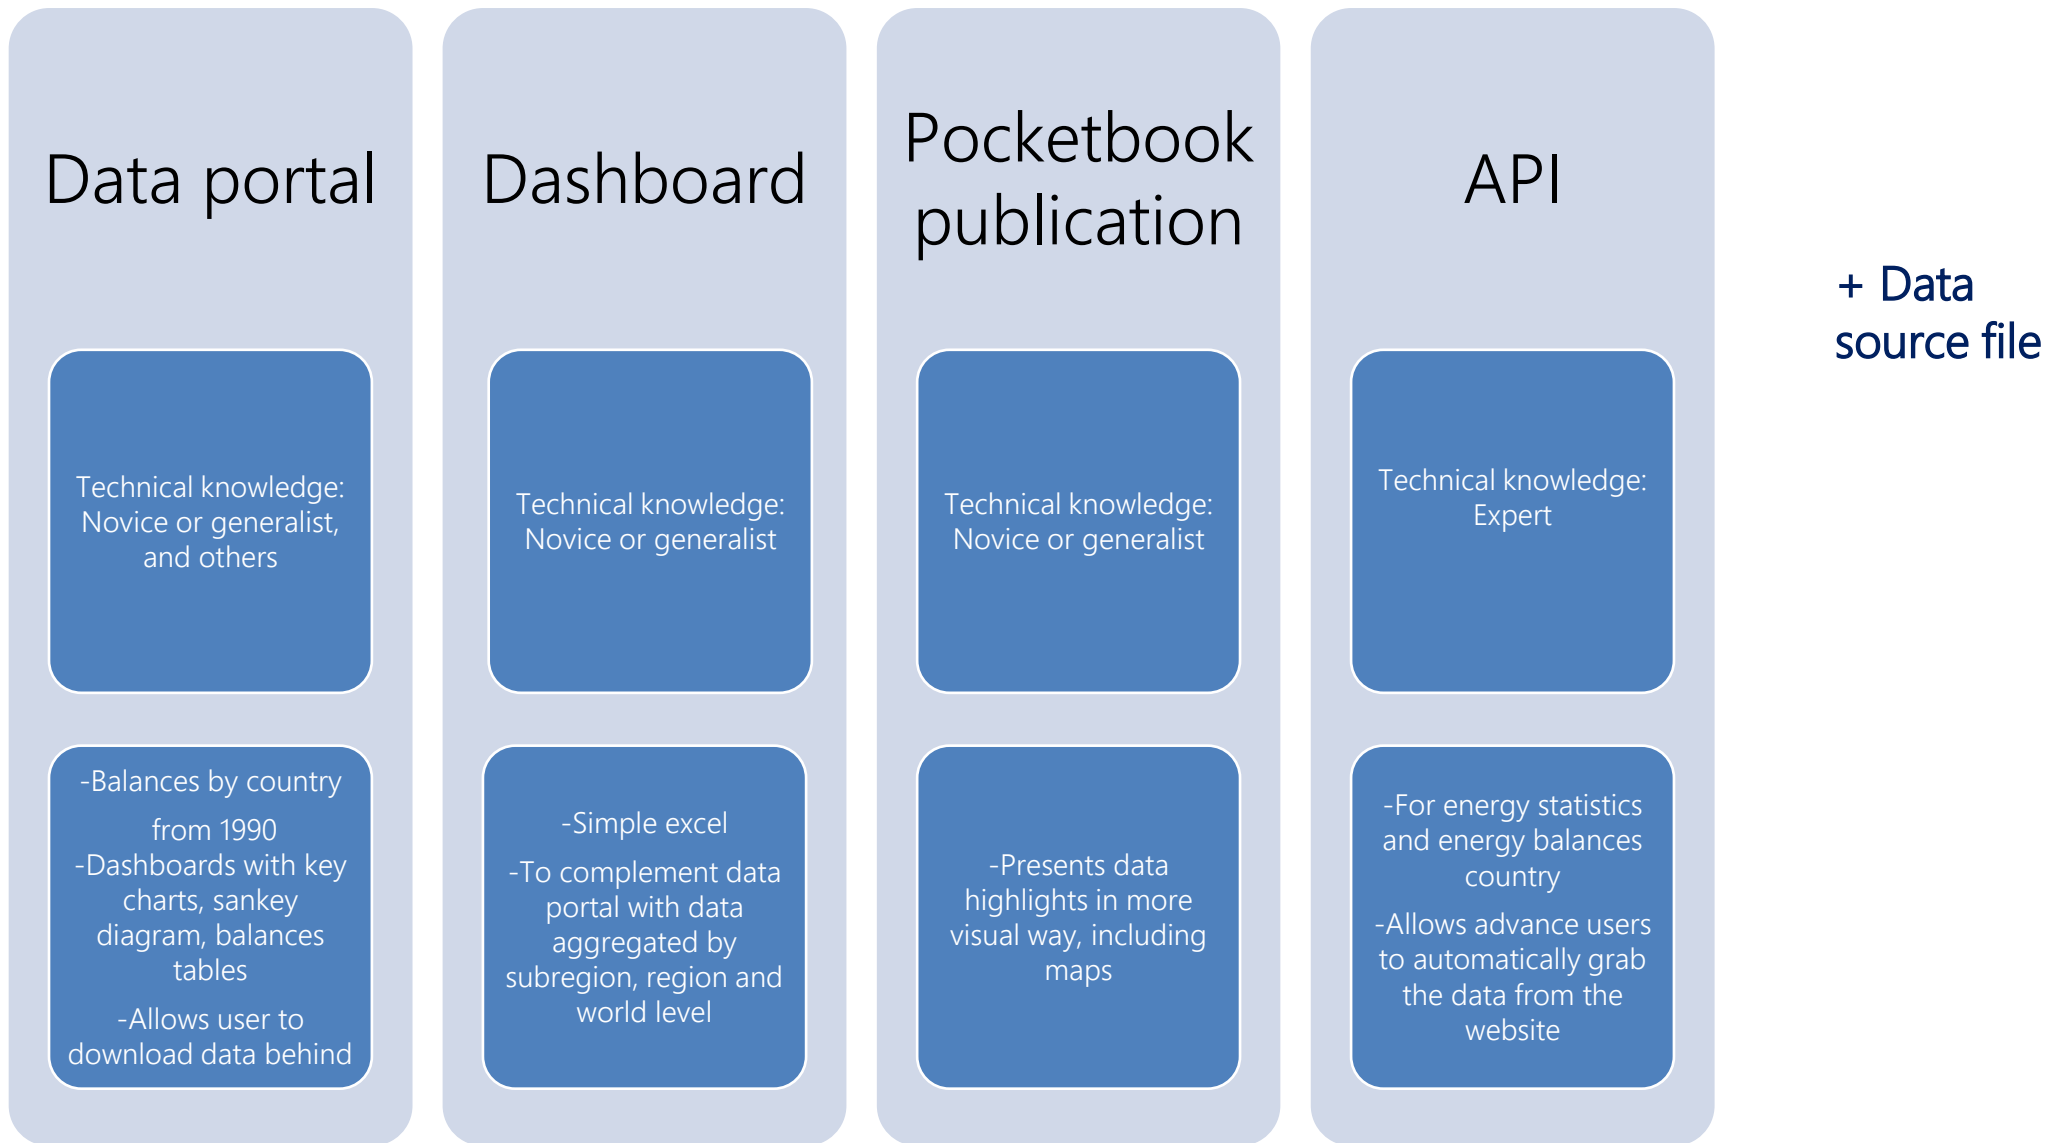 Data portal
Technical knowledge:
Novice or generalist,
and others
-Balances by country
from 1990
-Dashboards with key
charts, sankey
diagram, balances
tables
-Allows user to
download data behind
Dashboard
Technical knowledge:
Novice or generalist
-Simple excel
-To complement data
portal with data
aggregated by
subregion, region and
world level
Pocketbook
publication
Technical knowledge:
Novice or generalist
-Presents data
highlights in more
visual way, including
maps
API
Technical knowledge:
Expert
-For energy statistics
and energy balances
country
-Allows advance users
to automatically grab
the data from the
website
+ Data
source file